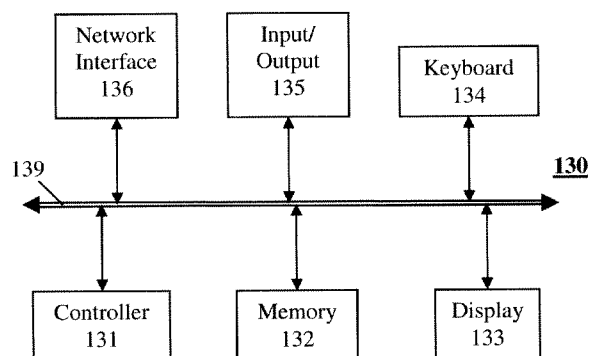 Network
Interface
136
Input/
Output
135
Keyboard
134
139
130
Controller
131
Memory
132
Display
133